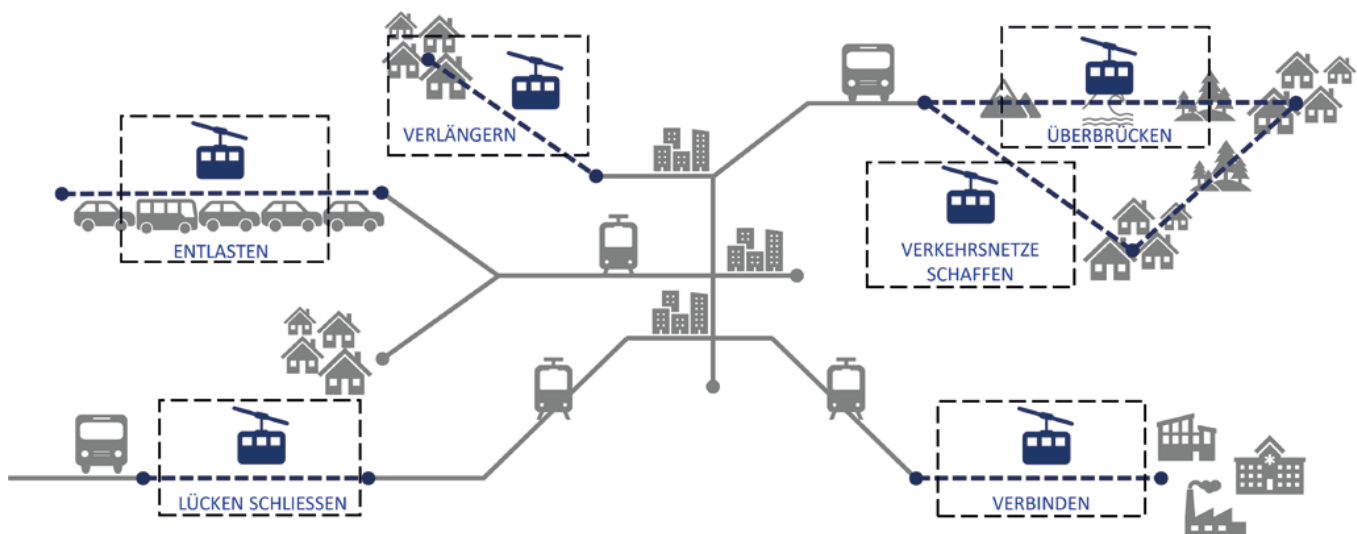 VERLÄNGERN
ÜBERBRÜCKEN
ENTLASTEN
VERKEHRSNETZE
SCHAFFEN
LÜCKEN SCHLIESSEN
VERBINDEN